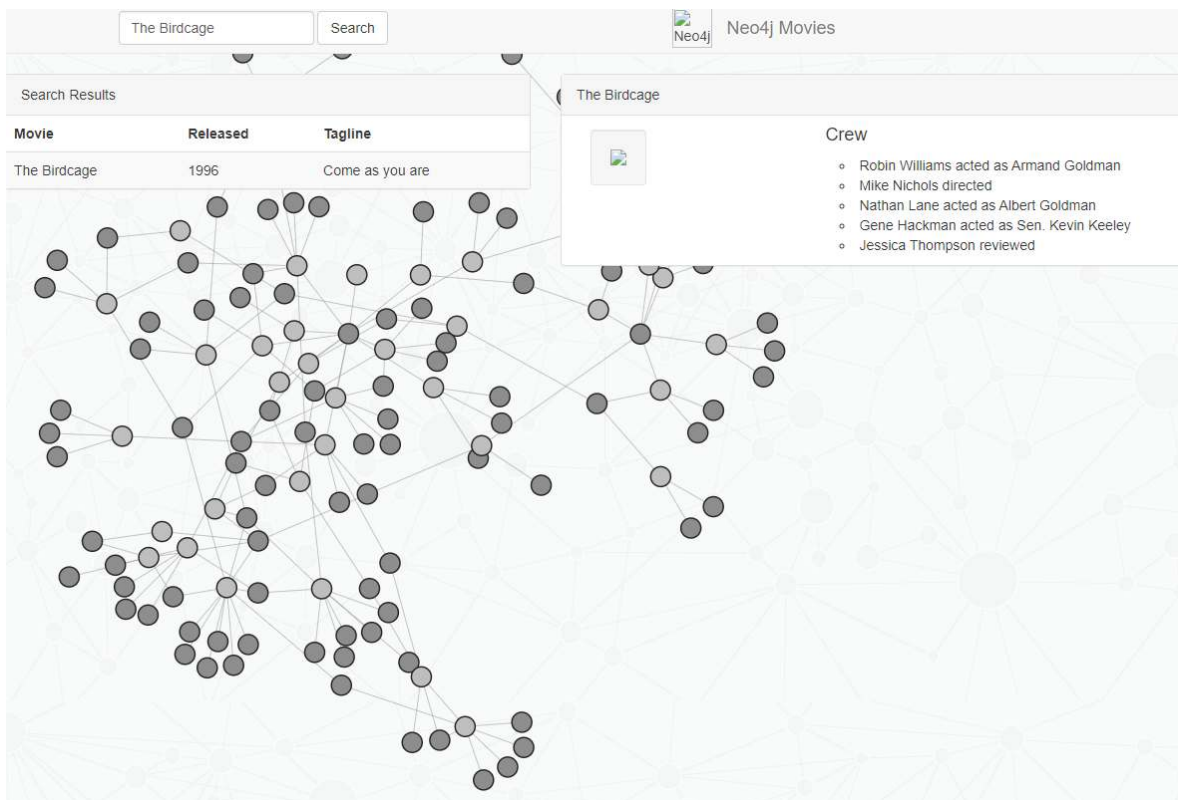 The Birdcage
Search
Neo4j
Neo4j Movies
Search Results
Movie Released Tagline
The Birdcage 1996 Come as you are
The Birdcage
Crew
Robin Williams acted as Armand Goldman
Mike Nichols directed
Nathan Lane acted as Albert Goldman
Gene Hackman acted as Sen. Kevin Keeley
Jessica Thompson reviewed